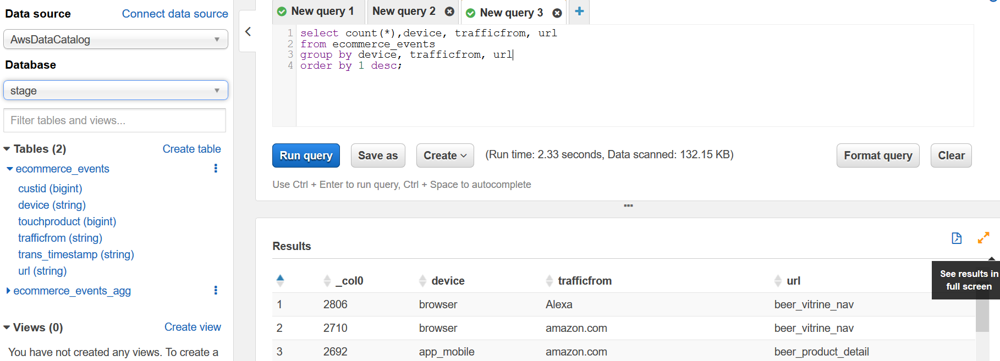 Data source
Connect data source
AwsDataCatalog
Database
stage
Filter tables and views...
Tables (2)
Create table
ecommerce_events
custid (bigint)
device (string)
touchproduct (bigint)
trafficfrom (string)
trans_timestamp (string)
url (string)
ecommerce_events_agg
Views (0)
Create view
You have not created any views. To create a
New query 1
New query 2
New query 3
1 select count(*),device, trafficfrom, url
2 from ecommerce_events
3 group by device, trafficfrom, url
4 order by 1 desc;
Run query
Save as
Create
(Run time: 2.33 seconds, Data scanned: 132.15 KB)
Format query
Clear
Use Ctrl + Enter to run query, Ctrl + Space to autocomplete
Results
See results in
full screen
_col0 device trafficfrom url
1 2806 browser Alexa beer_vitrine_nav
2 2710 browser amazon.com beer_vitrine_nav
3 2692 app_mobile amazon.com beer_product_detail